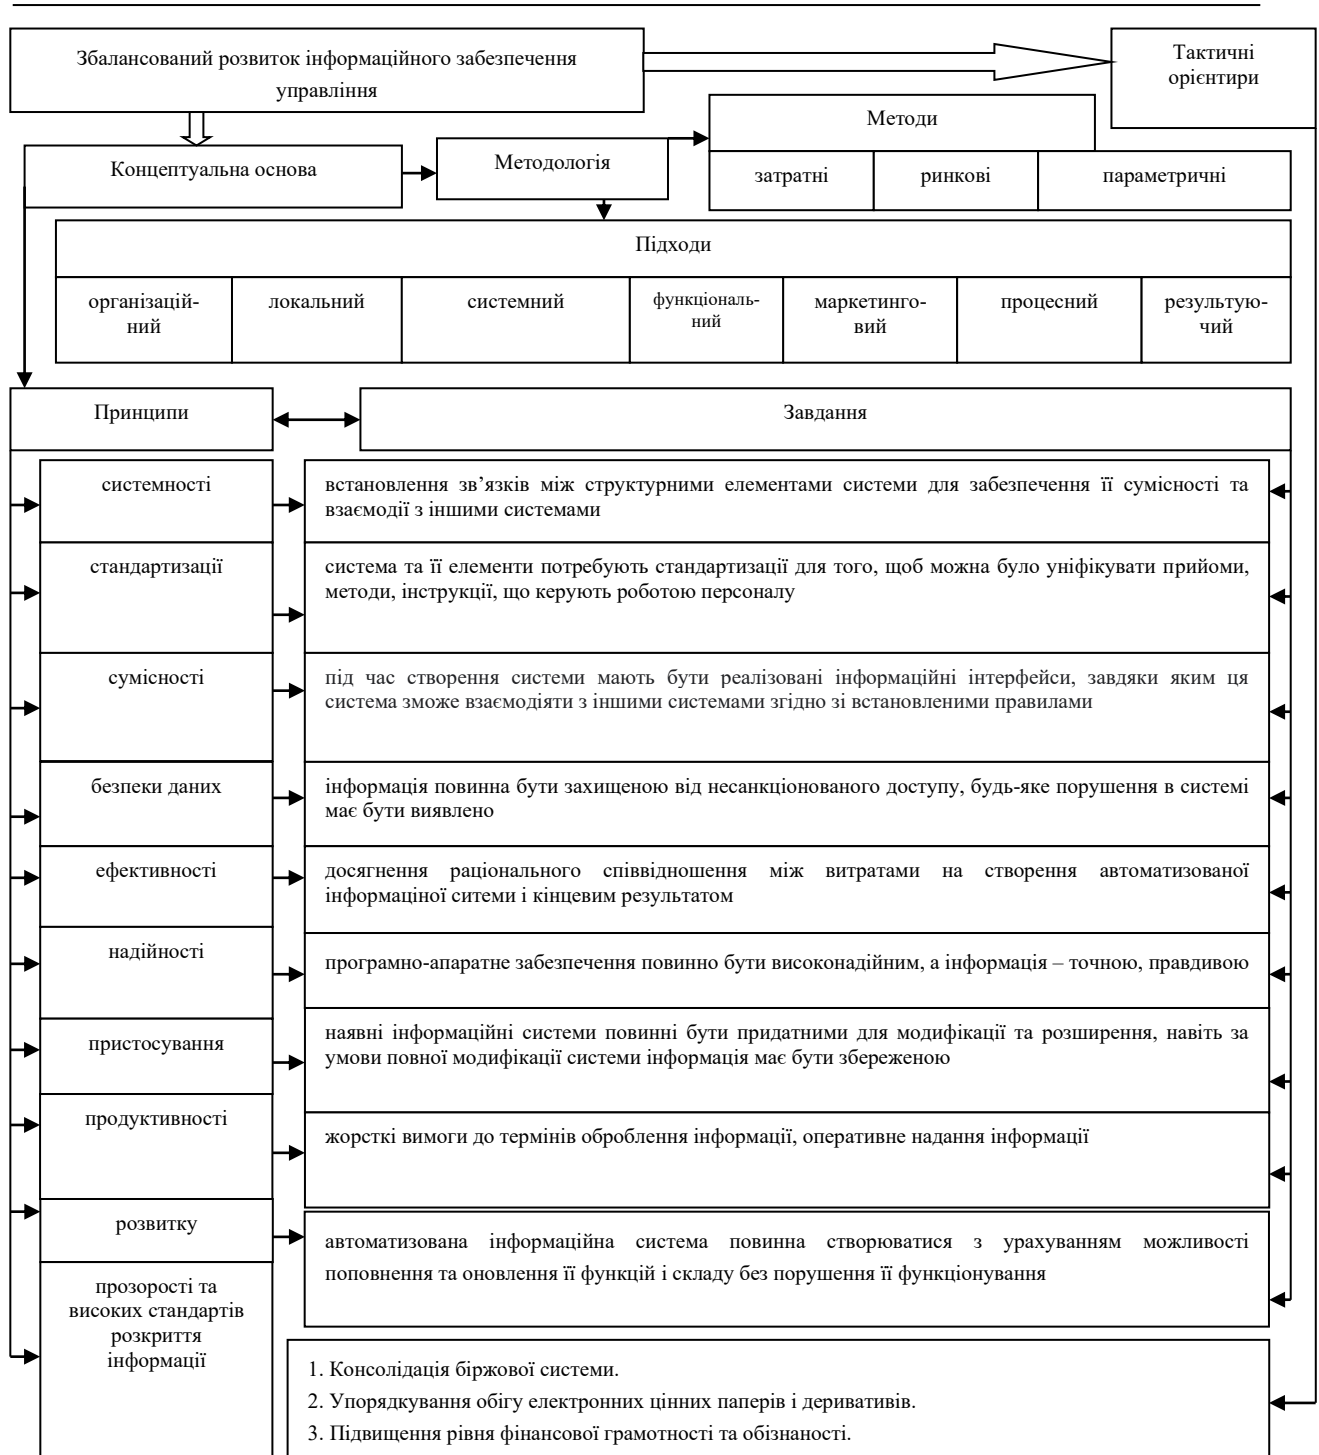 Збалансований розвиток інформаційного забезпечення
управління
Тактичні
орієнтири
Методи
Концептуальна основа
Методологія
затратні
ринкові
параметричні
Підходи
організацій-
ний
локальний
системний
функціональ-
ний
маркетинго-
вий
процесний
результую-
чий
Принципи
Завдання
системності
встановлення зв’язків між структурними елементами системи для забезпечення її сумісності та
взаємодії з іншими системами
стандартизації
система та її елементи потребують стандартизації для того, щоб можна було уніфікувати прийоми,
методи, інструкції, що керують роботою персоналу
сумісності
під час створення системи мають бути реалізовані інформаційні інтерфейси, завдяки яким ця
система зможе взаємодіяти з іншими системами згідно зі встановленими правилами
безпеки даних
інформація повинна бути захищеною від несанкціонованого доступу, будь-яке порушення в системі
має бути виявлено
ефективності
досягнення раціонального співвідношення між витратами на створення автоматизованої
інформаціної ситеми і кінцевим результатом
надійності
програмно-апаратне забезпечення повинно бути високонадійним, а інформація – точною, правдивою
пристосування
наявні інформаційні системи повинні бути придатними для модифікації та розширення, навіть за
умови повної модифікації системи інформація має бути збереженою
продуктивності
жорсткі вимоги до термінів оброблення інформації, оперативне надання інформації
розвитку
автоматизована інформаційна система повинна створюватися з урахуванням можливості
поповнення та оновлення її функцій і складу без порушення її функціонування
прозорості та
високих стандартів
розкриття
інформації
1. Консолідація біржової системи.
2. Упорядкування обігу електронних цінних паперів і деривативів.
3. Підвищення рівня фінансової грамотності та обізнаності.